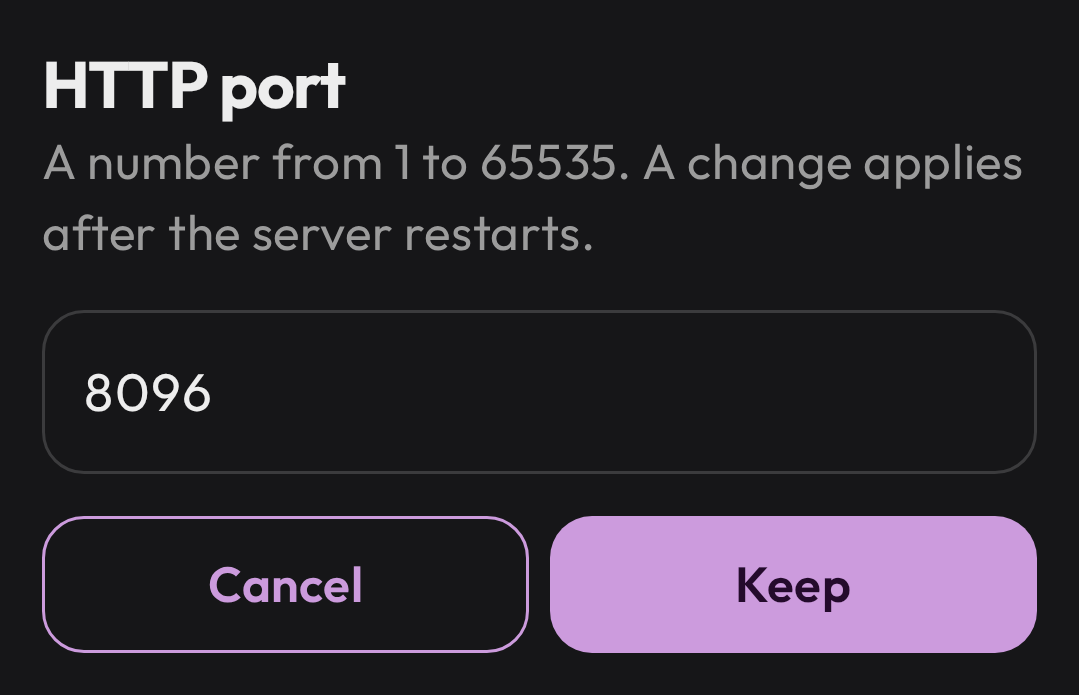 HTTP port
A number from 1 to 65535. A change applies
after the server restarts.
8096
Cancel
Keep